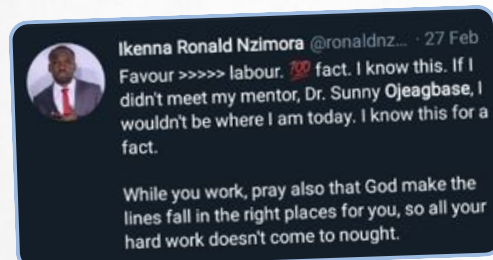 Ikenna Ronald Nzimora @ronaldnz... · 27 Feb
Favour >>>>> labour. 💯 fact. I know this. If I
didn't meet my mentor, Dr. Sunny Ojeagbase, I
wouldn't be where I am today. I know this for a
fact.
While you work, pray also that God make the
lines fall in the right places for you, so all your
hard work doesn't come to nought.